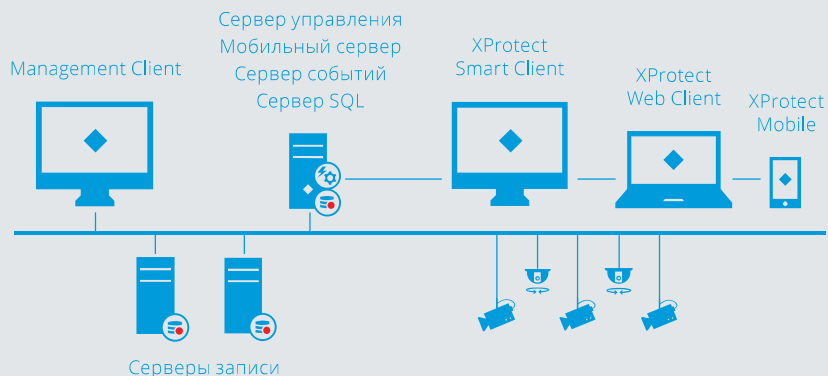 Management Client
Сервер управления
Мобильный сервер
Сервер событий
Сервер SQL
XProtect
Smart Client
XProtect
Web Client
XProtect
Mobile
Серверы записи